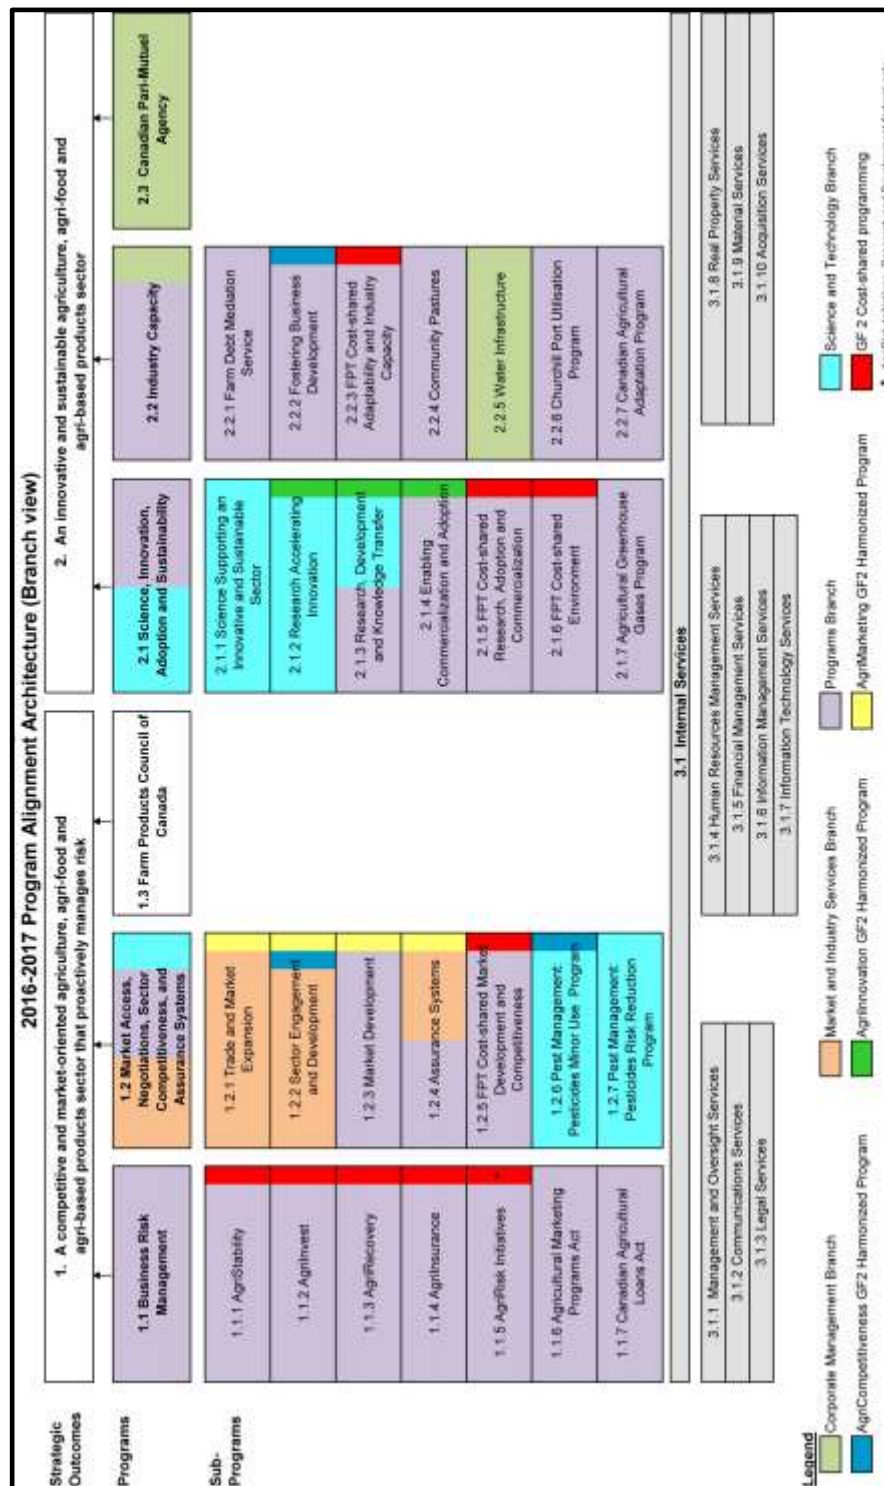 2016-2017 Program Alignment Architecture (Branch view)
Strategic
Outcomes
1. A competitive and market-oriented agriculture, agri-food and
agri-based products sector that proactively manages risk
2. An innovative and sustainable agriculture, agri-food and
agri-based products sector
Programs
1.1 Business Risk
Management
1.2 Market Access,
Negotiations, Sector
Competitiveness, and
Assurance Systems
1.3 Farm Products Council of
Canada
2.1 Science, Innovation,
Adoption and Sustainability
2.2 Industry Capacity
2.3 Canadian Pari-Mutuel
Agency
Sub-
Programs
1.1.1 AgriStability
1.1.2 AgriInvest
1.1.3 AgriRecovery
1.1.4 AgriInsurance
1.1.5 AgriRisk Initiatives
1.1.6 Agricultural Marketing
Programs Act
1.1.7 Canadian Agricultural
Loans Act
1.2.1 Trade and Market
Expansion
1.2.2 Sector Engagement
and Development
1.2.3 Market Development
1.2.4 Assurance Systems
1.2.5 FPT Cost-shared Market
Development and
Competitiveness
1.2.6 Pest Management:
Pesticides Minor Use Program
1.2.7 Pest Management:
Pesticides Risk Reduction
Program
2.1.1 Science Supporting an
Innovative and Sustainable
Sector
2.1.2 Research Accelerating
Innovation
2.1.3 Research, Development
and Knowledge Transfer
2.1.4 Enabling
Commercialization and Adoption
2.1.5 FPT Cost-shared
Research, Adoption and
Commercialization
2.1.6 FPT Cost-shared
Environment
2.1.7 Agricultural Greenhouse
Gases Program
2.2.1 Farm Debt Mediation
Service
2.2.2 Fostering Business
Development
2.2.3 FPT Cost-shared
Adaptability and Industry
Capacity
2.2.4 Community Pastures
2.2.5 Water Infrastructure
2.2.6 Churchill Port Utilisation
Program
2.2.7 Canadian Agricultural
Adaptation Program
3.1 Internal Services
3.1.1 Management and Oversight Services
3.1.2 Communications Services
3.1.3 Legal Services
3.1.4 Human Resources Management Services
3.1.5 Financial Management Services
3.1.6 Information Management Services
3.1.7 Information Technology Services
3.1.8 Real Property Services
3.1.9 Material Services
3.1.10 Acquisition Services
Legend
Corporate Management Branch
Market and Industry Services Branch
Programs Branch
Science and Technology Branch
AgriCompetitiveness GF2 Harmonized Program
AgriInnovation GF2 Harmonized Program
AgriMarketing GF2 Harmonized Program
GF 2 Cost-shared programming